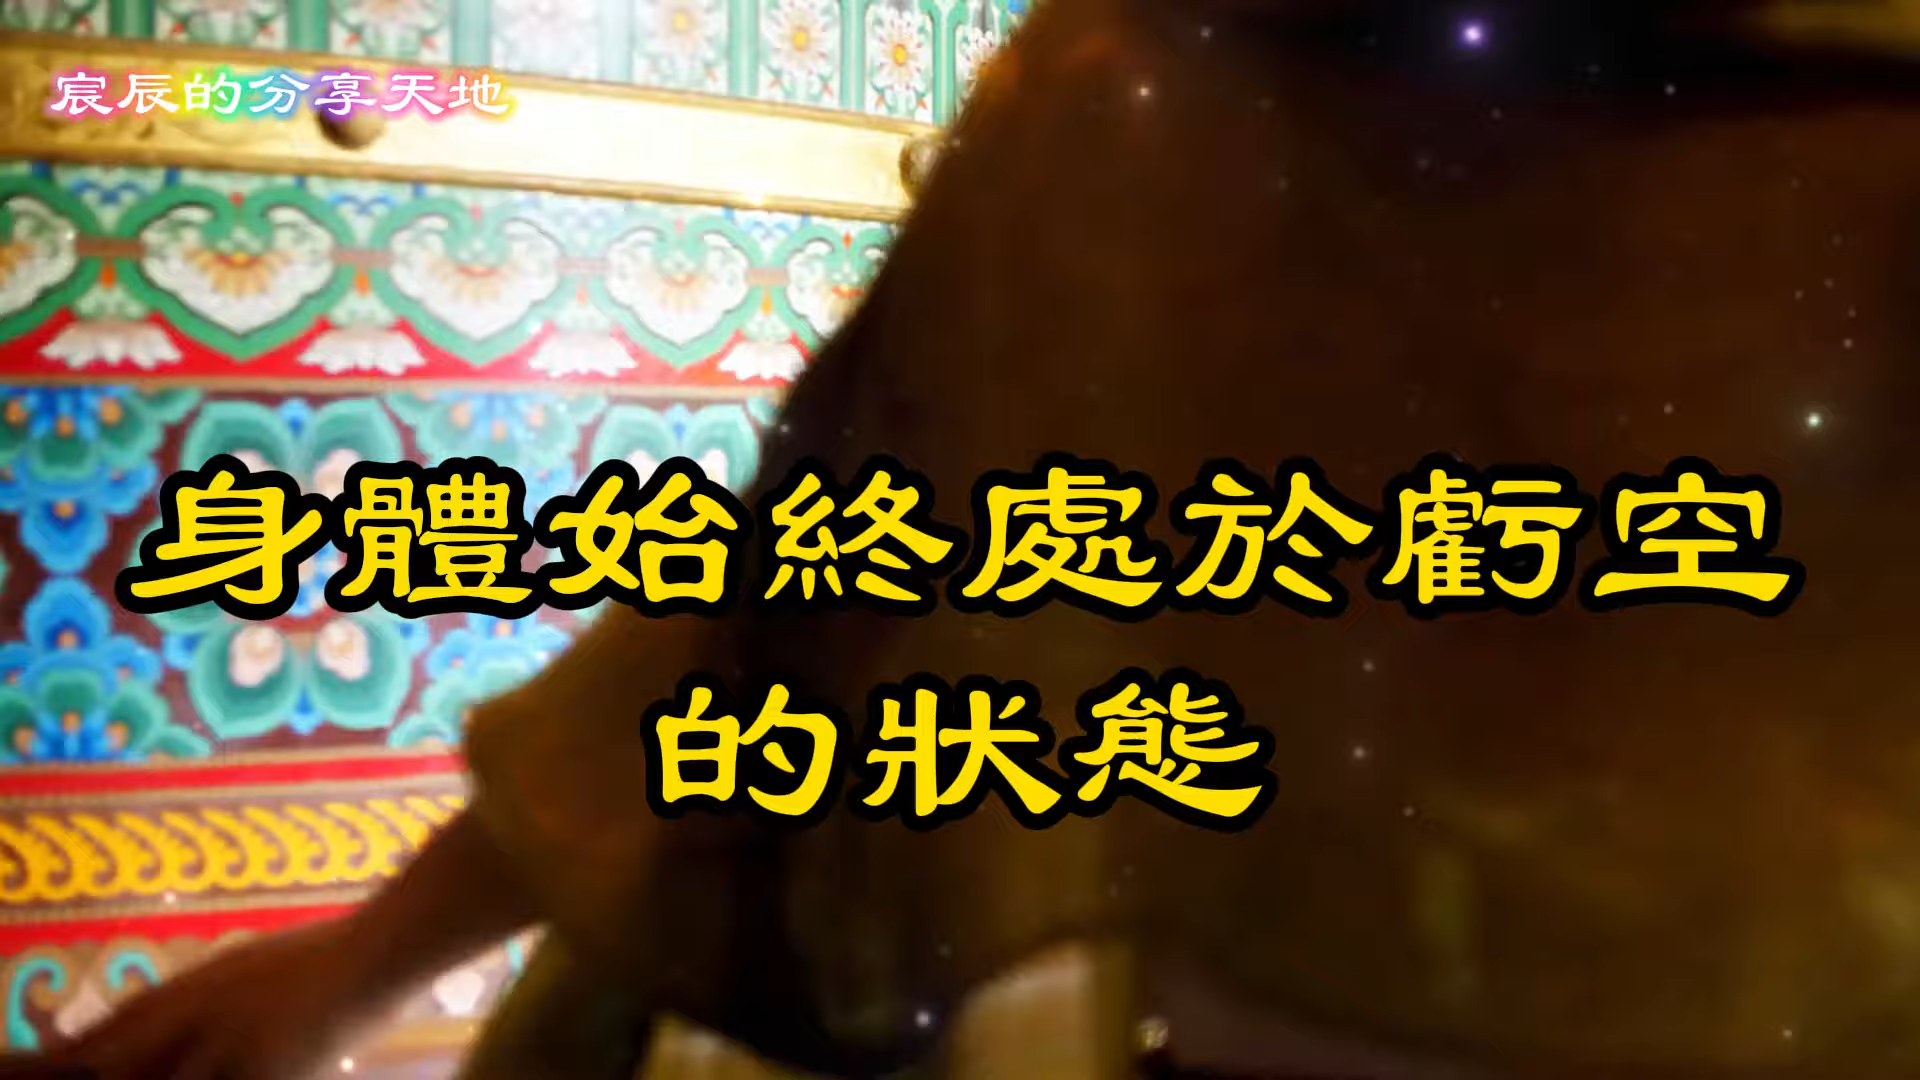 宸辰的分享天地
身體始終處於虧空
的狀態